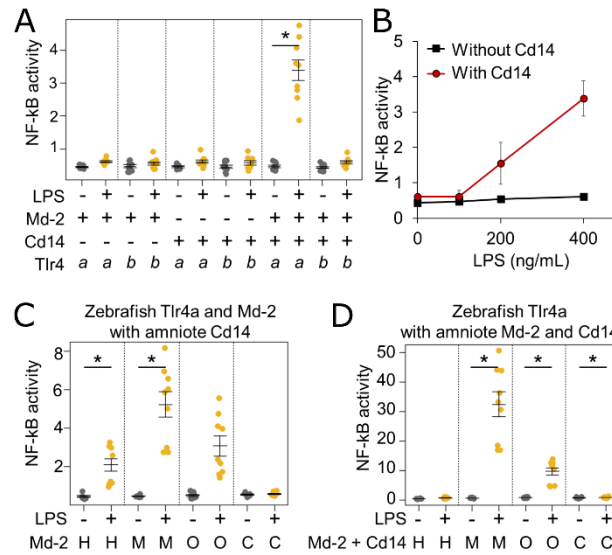 A
NF-kB activity
4
3
2
1
LPS - + - + - + - + - + - +
Md-2 + + + + - - - - + + + +
Cd14 - - - - + + + + + + + +
Tlr4 a a b b a a b b a a b b
*
B
Without Cd14
With Cd14
NF-kB activity
5
4
3
2
1
0
0 200 400
LPS (ng/mL)
C
Zebrafish Tlr4a and Md-2
with amniote Cd14
NF-kB activity
8
6
4
2
* *
LPS - + - + - + - +
Md-2 H H M M O O C C
D
Zebrafish Tlr4a
with amniote Md-2 and Cd14
NF-kB activity
50
40
30
20
10
0
* * *
LPS - + - + - + - +
Md-2 + Cd14 H H M M O O C C